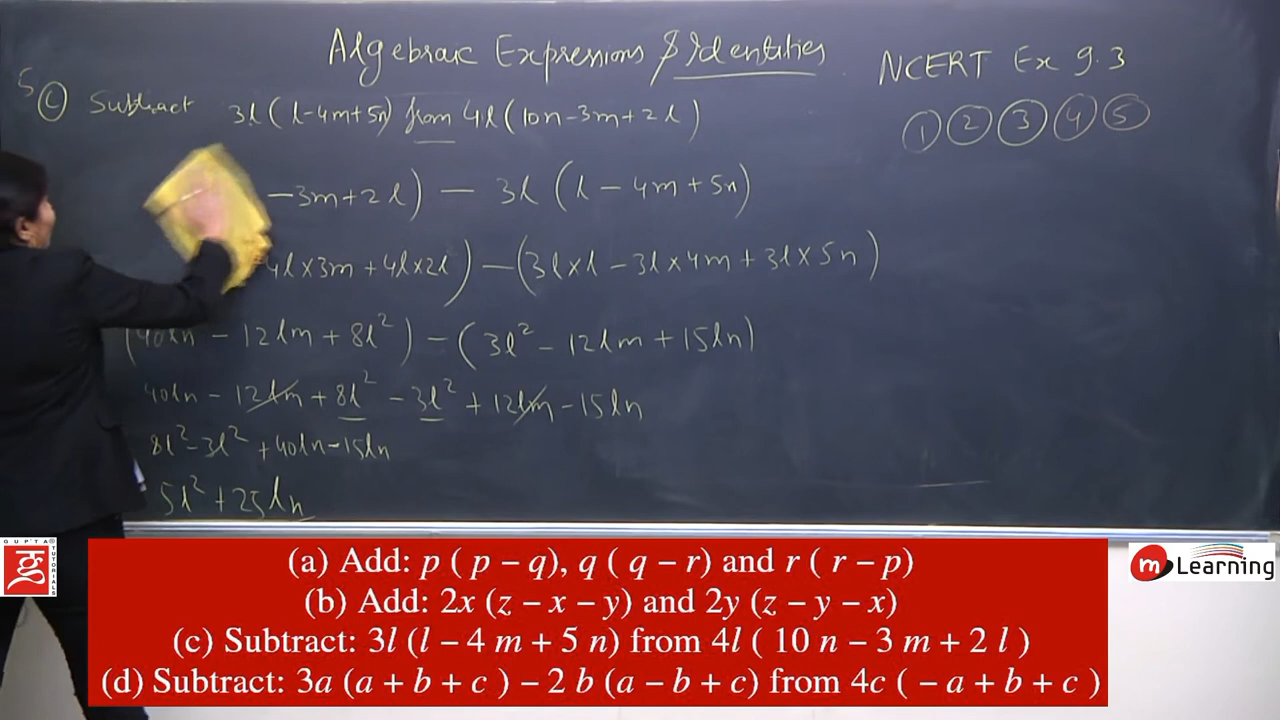 Algebraic Expressions & Identities
NCERT Ex 9.3
① ② ③ ④ ⑤
5 (c) Subtract 3l(l-4m+5n) from 4l(10n-3m+2l)
-3m+2l) - 3l (l - 4m + 5n)
4l×3m + 4l×2l) - (3l×l - 3l×4m + 3l×5n)
(40ln - 12lm + 8l²) - (3l² - 12lm + 15ln)
40ln - 12lm + 8l² - 3l² + 12lm - 15ln
8l²-3l² + 40ln-15ln
5l² + 25ln
GUPTA
TUTORIALS
(a) Add: p ( p – q), q ( q – r) and r ( r – p)
(b) Add: 2x (z – x – y) and 2y (z – y – x)
(c) Subtract: 3l (l – 4 m + 5 n) from 4l ( 10 n – 3 m + 2 l )
(d) Subtract: 3a (a + b + c ) – 2 b (a – b + c) from 4c ( – a + b + c )
m Learning